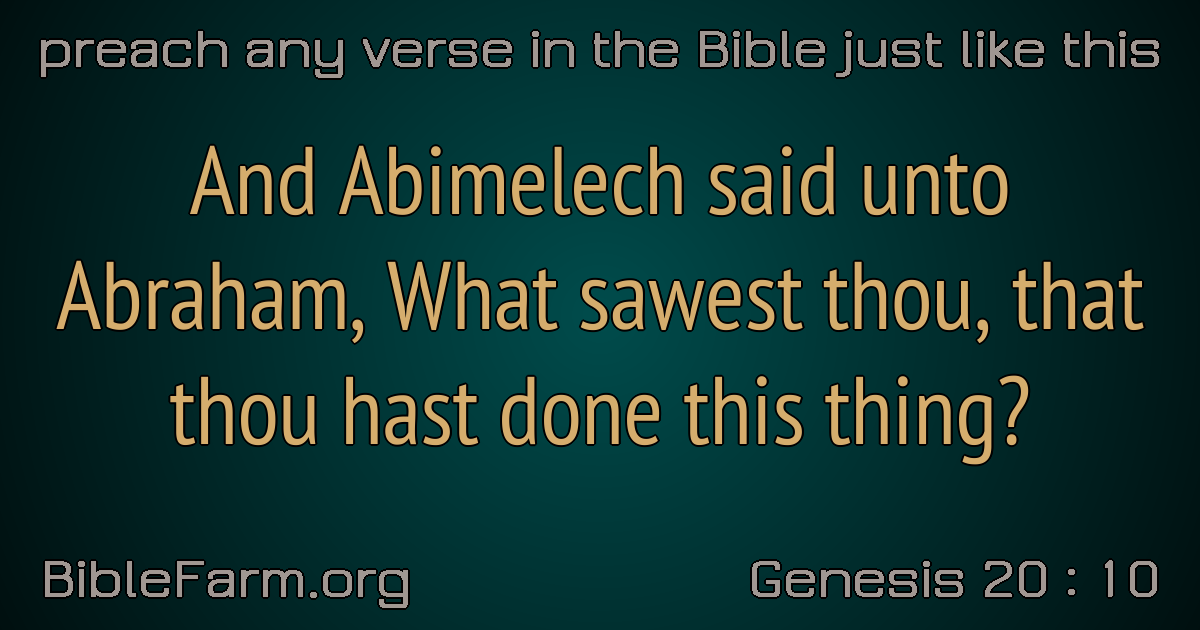 preach any verse in the Bible just like this
And Abimelech said unto
Abraham, What sawest thou, that
thou hast done this thing?
BibleFarm.org
Genesis 20 : 10